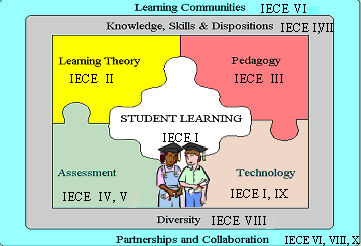 Learning Communities IECE VI
Knowledge, Skills & Dispositions IECE I,VII
Learning Theory
IECE II
Pedagogy
IECE III
STUDENT LEARNING
IECE I
Assessment
IECE IV, V
Technology
IECE I, IX
Diversity IECE VIII
Partnerships and Collaboration IECE VI, VIII, X